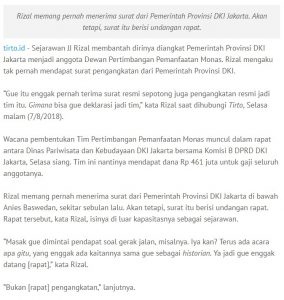 Rizal memang pernah menerima surat dari Pemerintah Provinsi DKI Jakarta. Akan
tetapi, surat itu berisi undangan rapat.
tirto.id - Sejarawan JJ Rizal membantah dirinya diangkat Pemerintah Provinsi DKI
Jakarta menjadi anggota Dewan Pertimbangan Pemanfaatan Monas. Rizal mengaku
tak pernah mendapat surat pengangkatan dari Pemerintah Provinsi DKI.
"Gue itu enggak pernah terima surat resmi sepotong juga pengangkatan resmi jadi
tim itu. Gimana bisa gue deklarasi jadi tim," kata Rizal saat dihubungi Tirto, Selasa
malam (7/8/2018).
Wacana pembentukan Tim Pertimbangan Pemanfaatan Monas muncul dalam rapat
antara Dinas Pariwisata dan Kebudayaan DKI Jakarta bersama Komisi B DPRD DKI
Jakarta, Selasa siang. Tim ini nantinya mendapat dana Rp 461 juta untuk gaji seluruh
anggotanya.
Rizal memang pernah menerima surat dari Pemerintah Provinsi DKI Jakarta di bawah
Anies Baswedan, sekitar sebulan lalu. Akan tetapi, surat itu berisi undangan rapat.
Rapat tersebut, kata Rizal, isinya di luar kapasitasnya sebagai sejarawan.
"Masak gue dimintai pendapat soal gerak jalan, misalnya. Iya kan? Terus ada acara
apa gitu, yang enggak ada kaitannya sama gue sebagai historian. Ya jadi gue enggak
datang [rapat]," kata Rizal.
"Bukan [rapat] pengangkatan," lanjutnya.